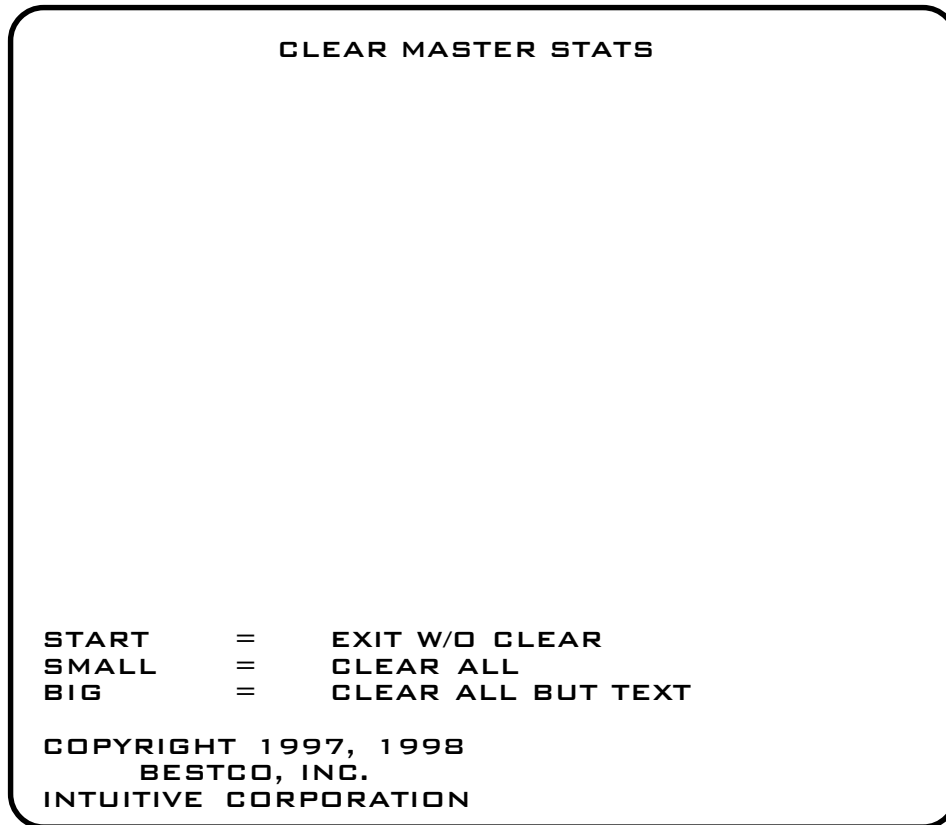 CLEAR MASTER STATS
START = EXIT W/O CLEAR
SMALL = CLEAR ALL
BIG = CLEAR ALL BUT TEXT
COPYRIGHT 1997, 1998
BESTCO, INC.
INTUITIVE CORPORATION